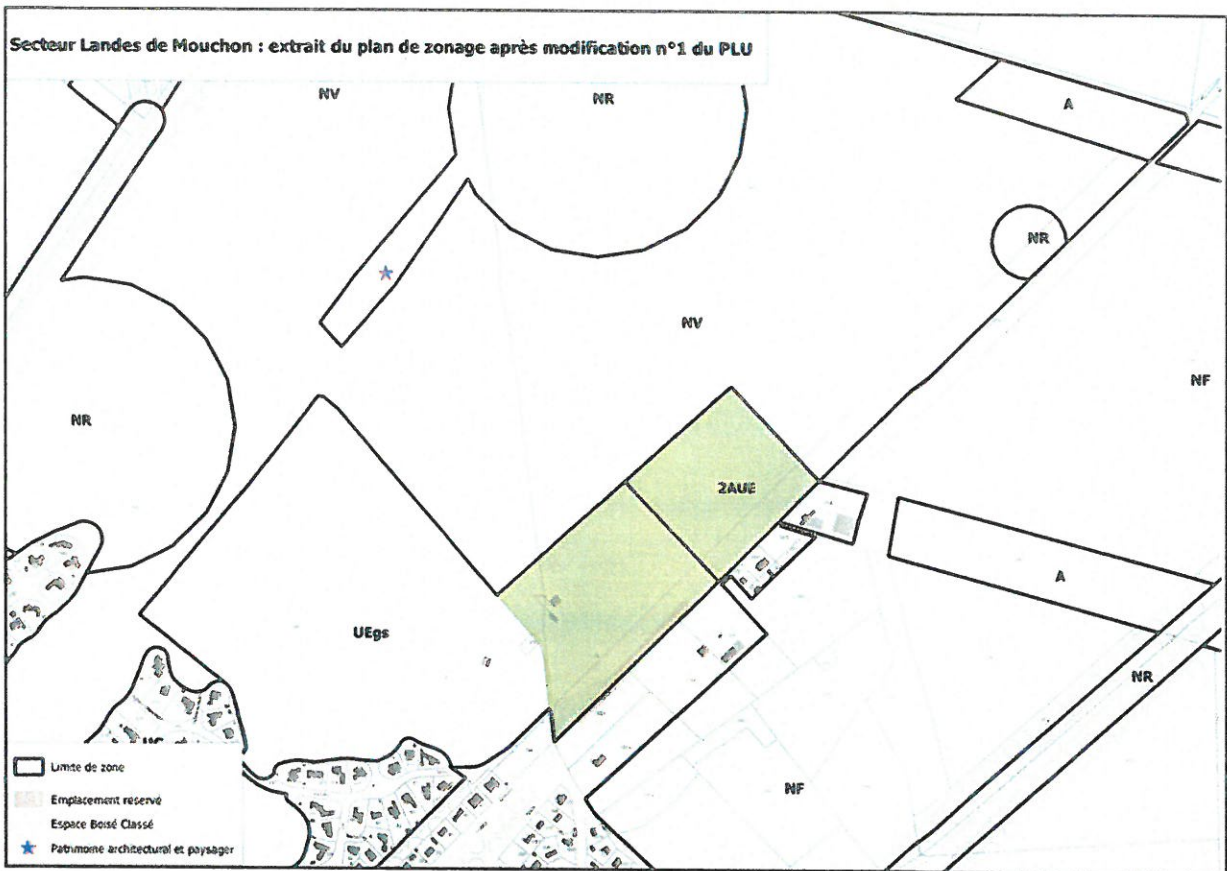 Secteur Landes de Mouchon : extrait du plan de zonage après modification n°1 du PLU
NV
NR
A
NR
NV
NF
NR
2AUE
A
UEgs
NR
NF
Limite de zone
Emplacement réservé
Espace Boisé Classé
Patrimoine architectural et paysager